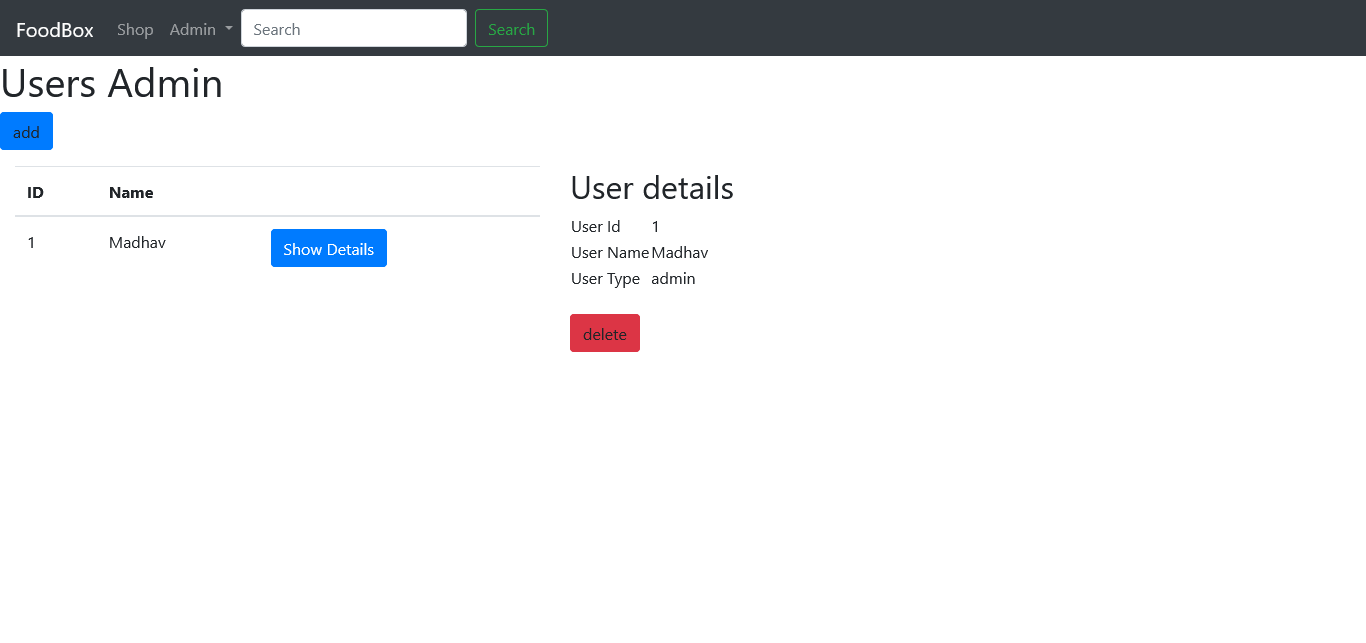 FoodBox Shop Admin Search Search
Users Admin
add
ID Name
1 Madhav Show Details
User details
User Id 1
User Name Madhav
User Type admin
delete